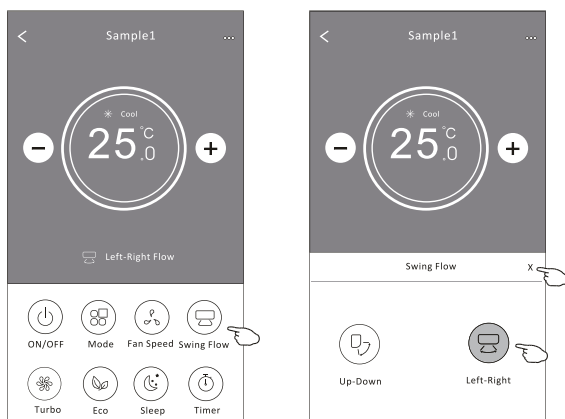 Sample1
...
Cool
25.0°C
Left-Right Flow
ON/OFF Mode Fan Speed Swing Flow
Turbo Eco Sleep Timer
Sample1
...
Cool
25.0°C
Swing Flow X
Up-Down Left-Right